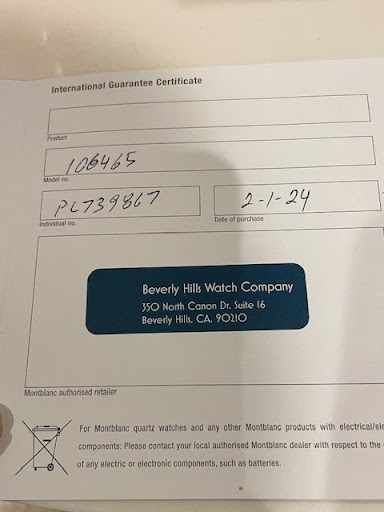 International Guarantee Certificate
Product
106465
Model no.
PL739867
Individual no.
2-1-24
Date of purchase
Beverly Hills Watch Company
350 North Canon Dr. Suite 16
Beverly Hills, CA, 90210
Montblanc authorised retailer
For Montblanc quartz watches and any other Montblanc products with electrical/ele
components: Please contact your local authorised Montblanc dealer with respect to the
of any electric or electronic components, such as batteries.